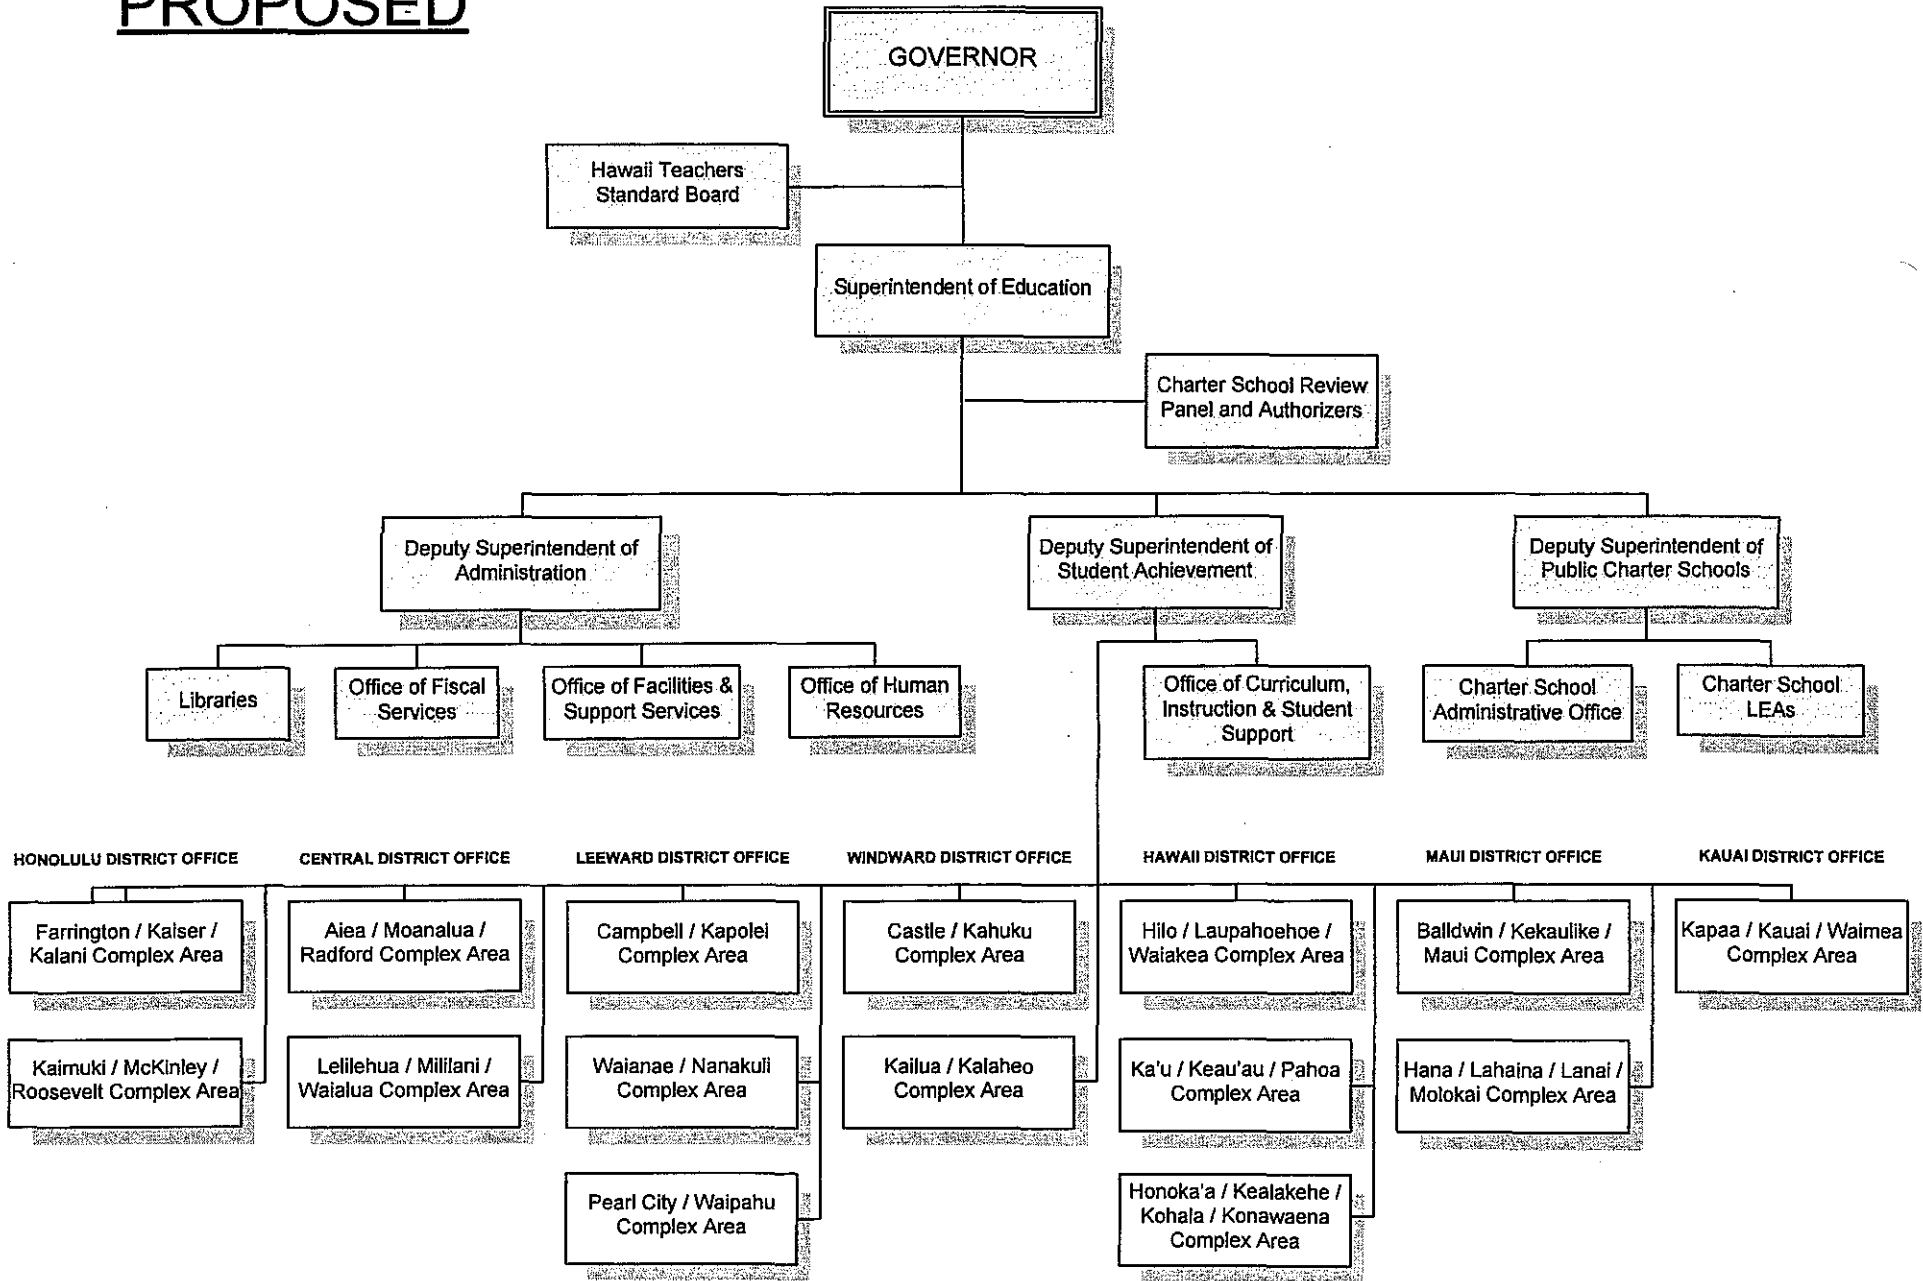 PROPOSED
GOVERNOR
Hawaii Teachers
Standard Board
Superintendent of Education
Charter School Review
Panel and Authorizers
Deputy Superintendent of
Administration
Deputy Superintendent of
Student Achievement
Deputy Superintendent of
Public Charter Schools
Libraries
Office of Fiscal
Services
Office of Facilities &
Support Services
Office of Human
Resources
Office of Curriculum,
Instruction & Student
Support
Charter School
Administrative Office
Charter School
LEAs
HONOLULU DISTRICT OFFICE
CENTRAL DISTRICT OFFICE
LEEWARD DISTRICT OFFICE
WINDWARD DISTRICT OFFICE
HAWAII DISTRICT OFFICE
MAUI DISTRICT OFFICE
KAUAI DISTRICT OFFICE
Farrington / Kaiser /
Kalani Complex Area
Aiea / Moanalua /
Radford Complex Area
Campbell / Kapolei
Complex Area
Castle / Kahuku
Complex Area
Hilo / Laupahoehoe /
Waiakea Complex Area
Balldwin / Kekaulike /
Maui Complex Area
Kapaa / Kauai / Waimea
Complex Area
Kaimuki / McKinley /
Roosevelt Complex Area
Lelilehua / Mililani /
Waialua Complex Area
Waianae / Nanakuli
Complex Area
Kailua / Kalaheo
Complex Area
Ka'u / Keau'au / Pahoa
Complex Area
Hana / Lahaina / Lanai /
Molokai Complex Area
Pearl City / Waipahu
Complex Area
Honoka'a / Kealakehe /
Kohala / Konawaena
Complex Area